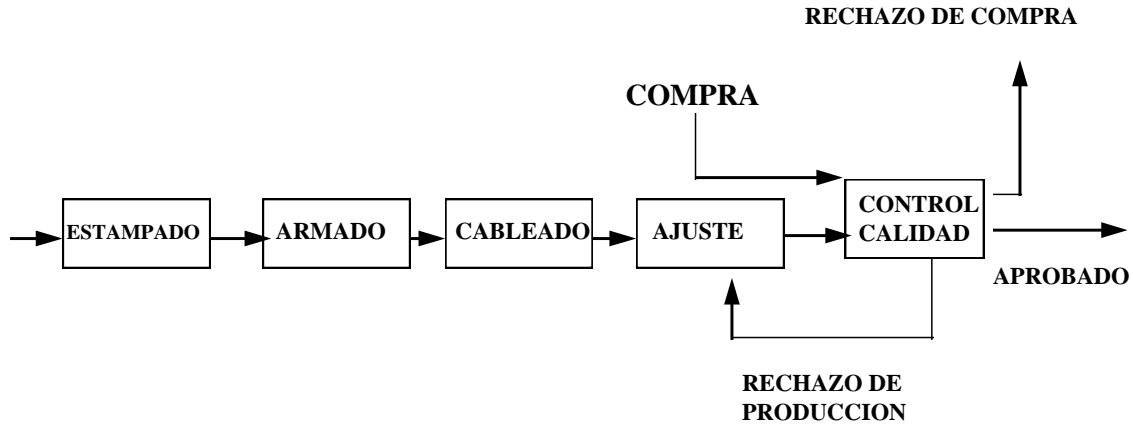 RECHAZO DE COMPRA
COMPRA
ESTAMPADO
ARMADO
CABLEADO
AJUSTE
CONTROL
CALIDAD
APROBADO
RECHAZO DE
PRODUCCION